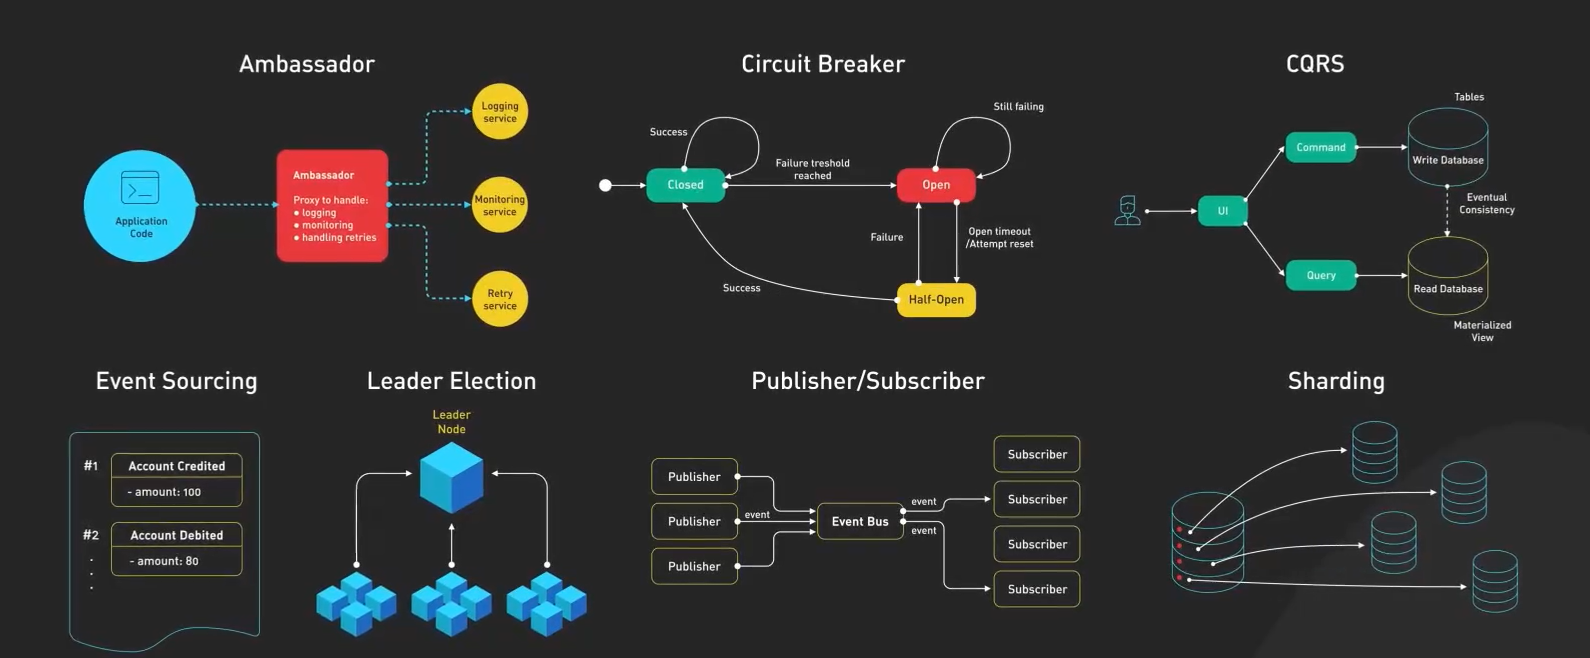 Ambassador
Application
Code
Ambassador
Proxy to handle:
• logging
• monitoring
• handling retries
Logging
service
Monitoring
service
Retry
service
Circuit Breaker
Success
Closed
Failure treshold
reached
Still failing
Open
Failure
Open timeout
/Attempt reset
Success
Half-Open
CQRS
UI
Command
Query
Tables
Write Database
Eventual
Consistency
Read Database
Materialized
View
Event Sourcing
#1
Account Credited
- amount: 100
#2
Account Debited
- amount: 80
.
.
.
Leader Election
Leader
Node
Publisher/Subscriber
Publisher
Publisher
Publisher
event
Event Bus
event
event
Subscriber
Subscriber
Subscriber
Subscriber
Sharding